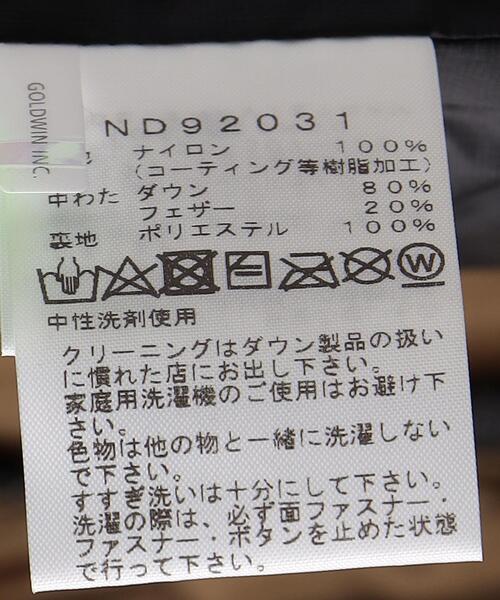 GOLDWIN INC.
ND92031
ナイロン 100%
(コーティング等樹脂加工)
中わた ダウン 80%
フェザー 20%
裏地 ポリエステル 100%
W
中性洗剤使用
クリーニングはダウン製品の扱い
に慣れた店にお出し下さい。
家庭用洗濯機のご使用はお避け下
さい。
色物は他の物と一緒に洗濯しない
で下さい。
すすぎ洗いは十分にして下さい。
洗濯の際は、必ず面ファスナー・
ファスナー・ボタンを止めた状態
で行って下さい。